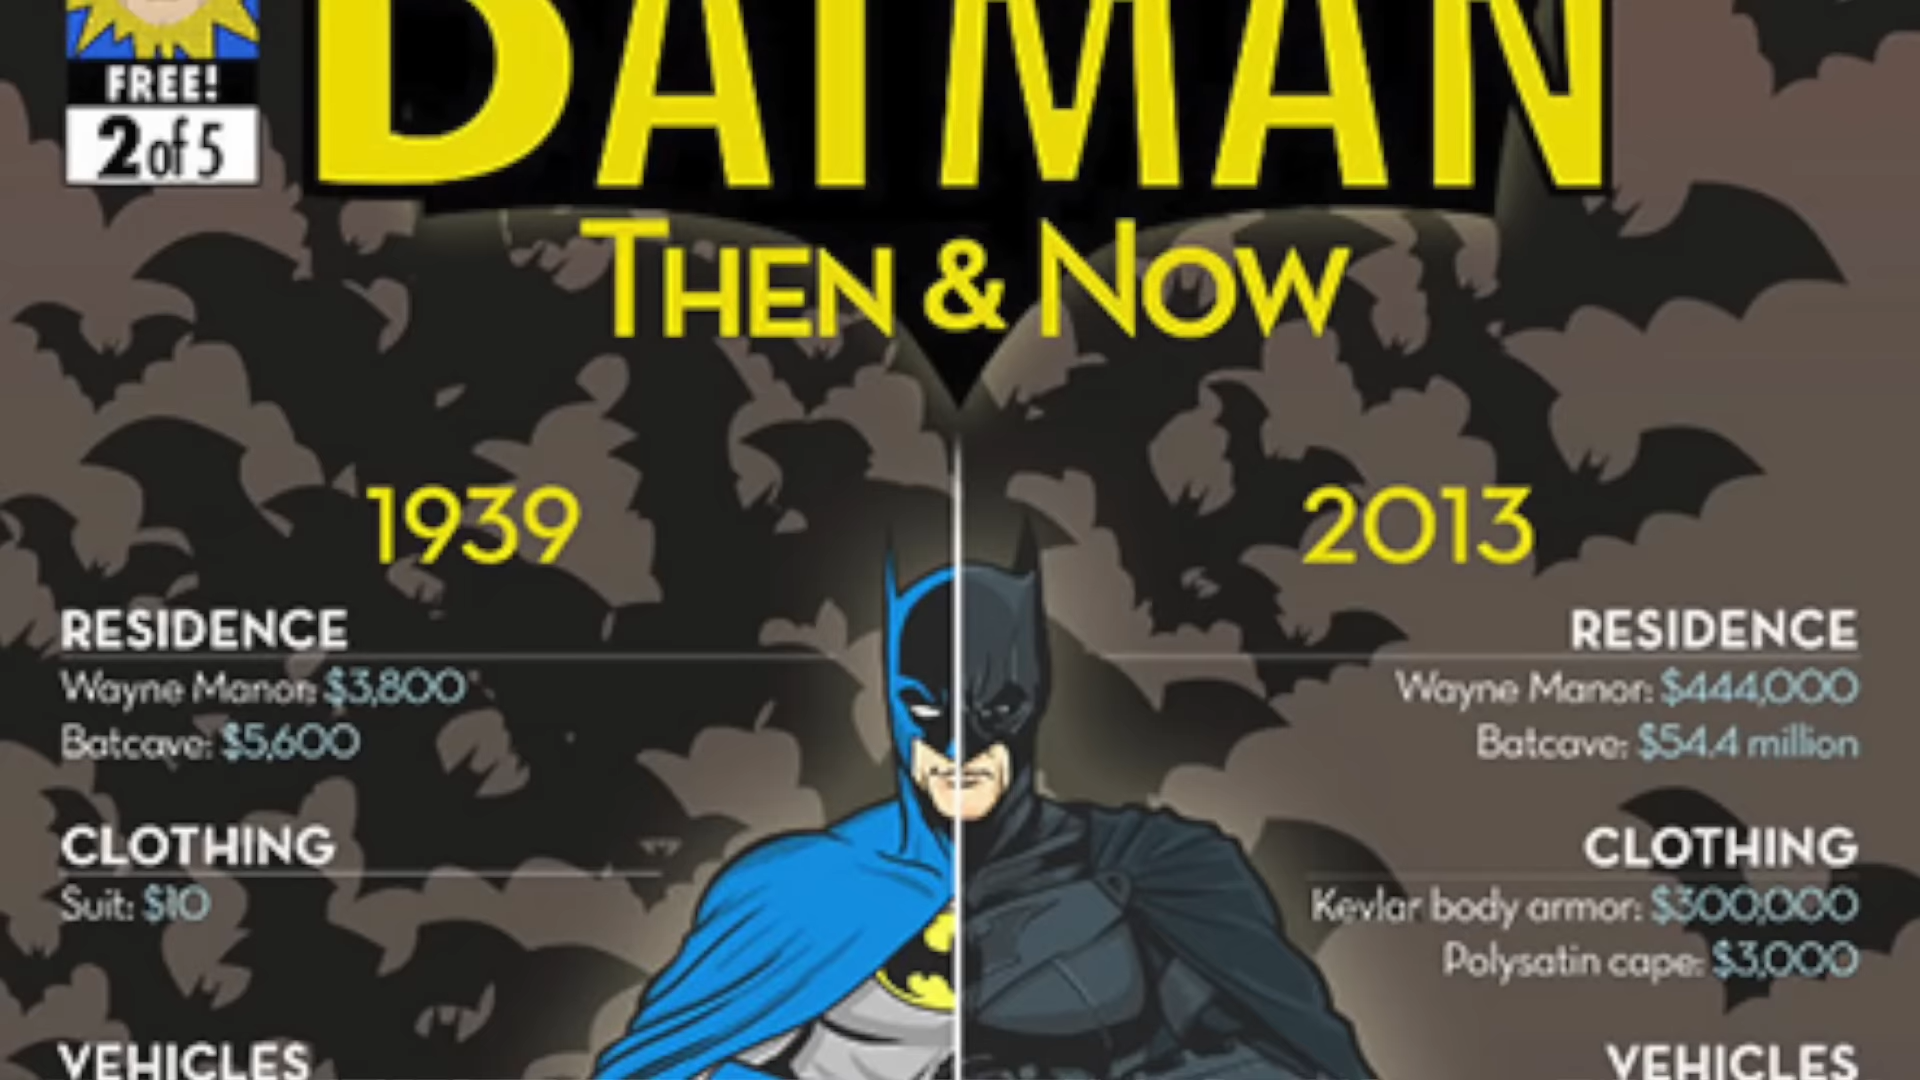 FREE!
2 of 5
BATMAN
THEN & NOW
1939
RESIDENCE
Wayne Manor: $3,800*
Batcave: $5,600
CLOTHING
Suit: $10
VEHICLES
2013
RESIDENCE
Wayne Manor: $444,000
Batcave: $54.4 million
CLOTHING
Kevlar body armor: $300,000
Polysatin cape: $3,000
VEHICLES